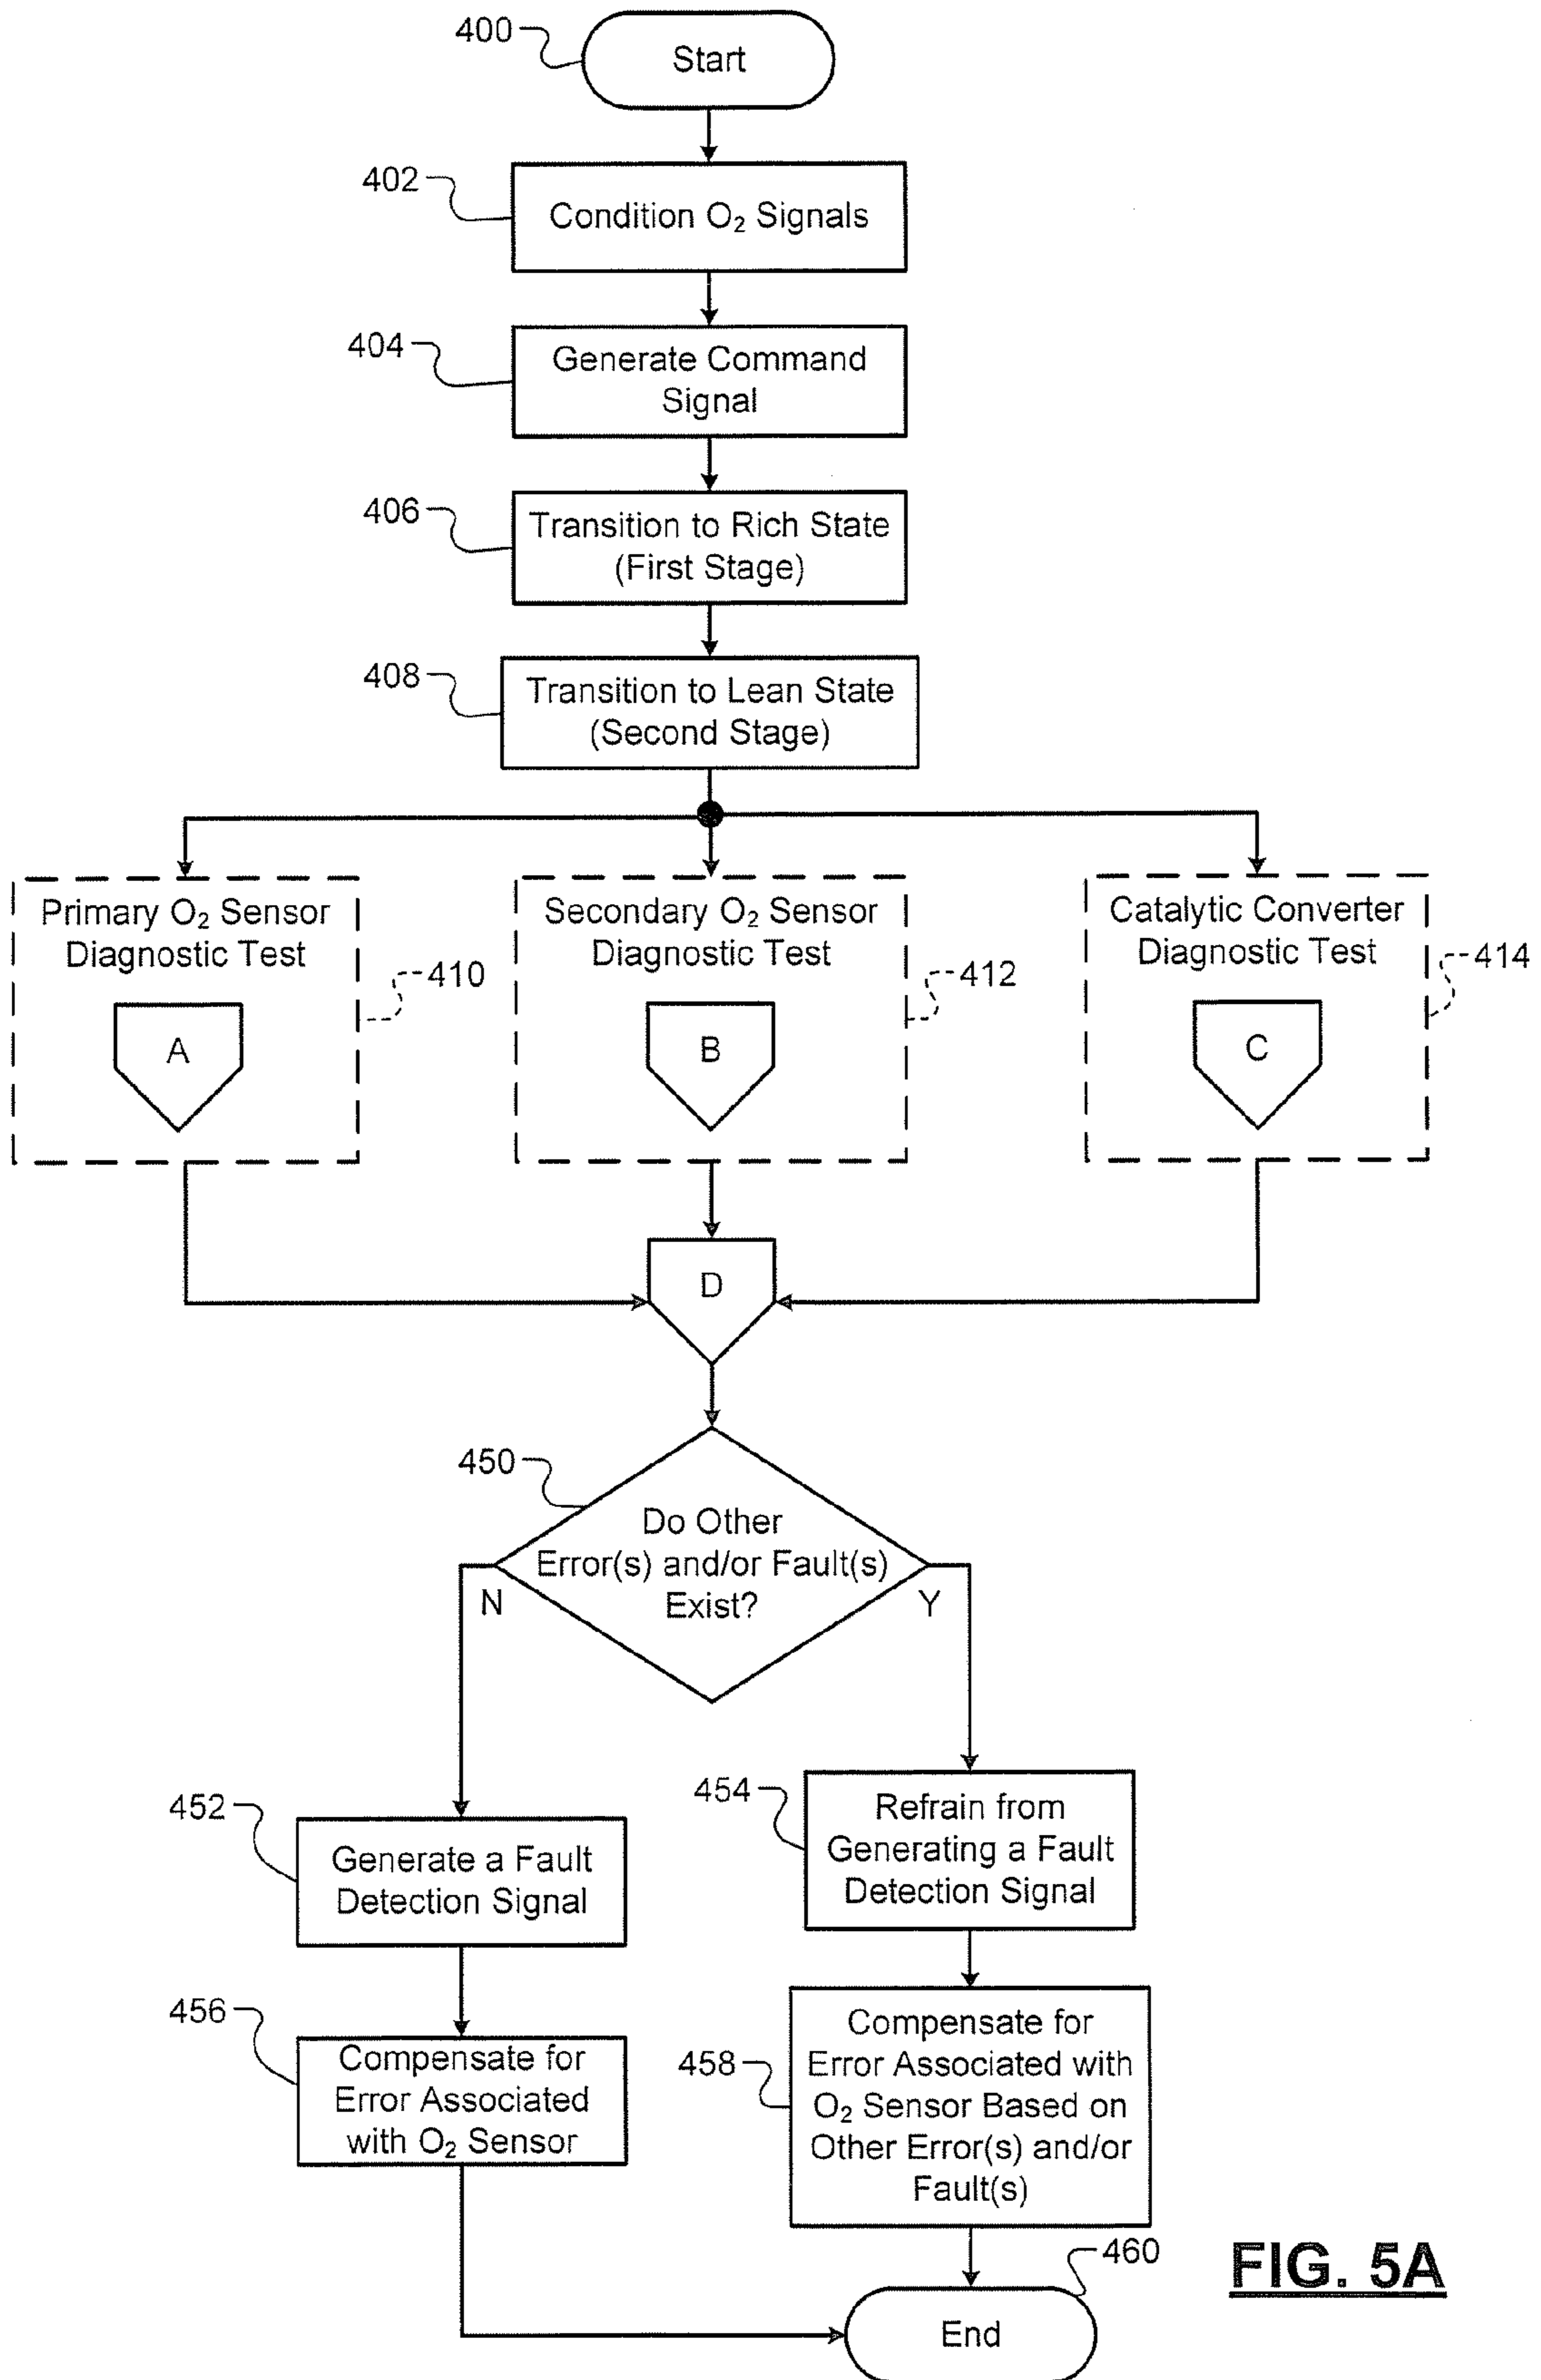 400
Start
402
Condition O₂ Signals
404
Generate Command
Signal
406
Transition to Rich State
(First Stage)
408
Transition to Lean State
(Second Stage)
Primary O₂ Sensor
Diagnostic Test
410
A
Secondary O₂ Sensor
Diagnostic Test
412
B
Catalytic Converter
Diagnostic Test
414
C
D
450
Do Other
Error(s) and/or Fault(s)
Exist?
N
Y
452
Generate a Fault
Detection Signal
454
Refrain from
Generating a Fault
Detection Signal
456
Compensate for
Error Associated
with O₂ Sensor
458
Compensate for
Error Associated with
O₂ Sensor Based on
Other Error(s) and/or
Fault(s)
460
End
FIG. 5A